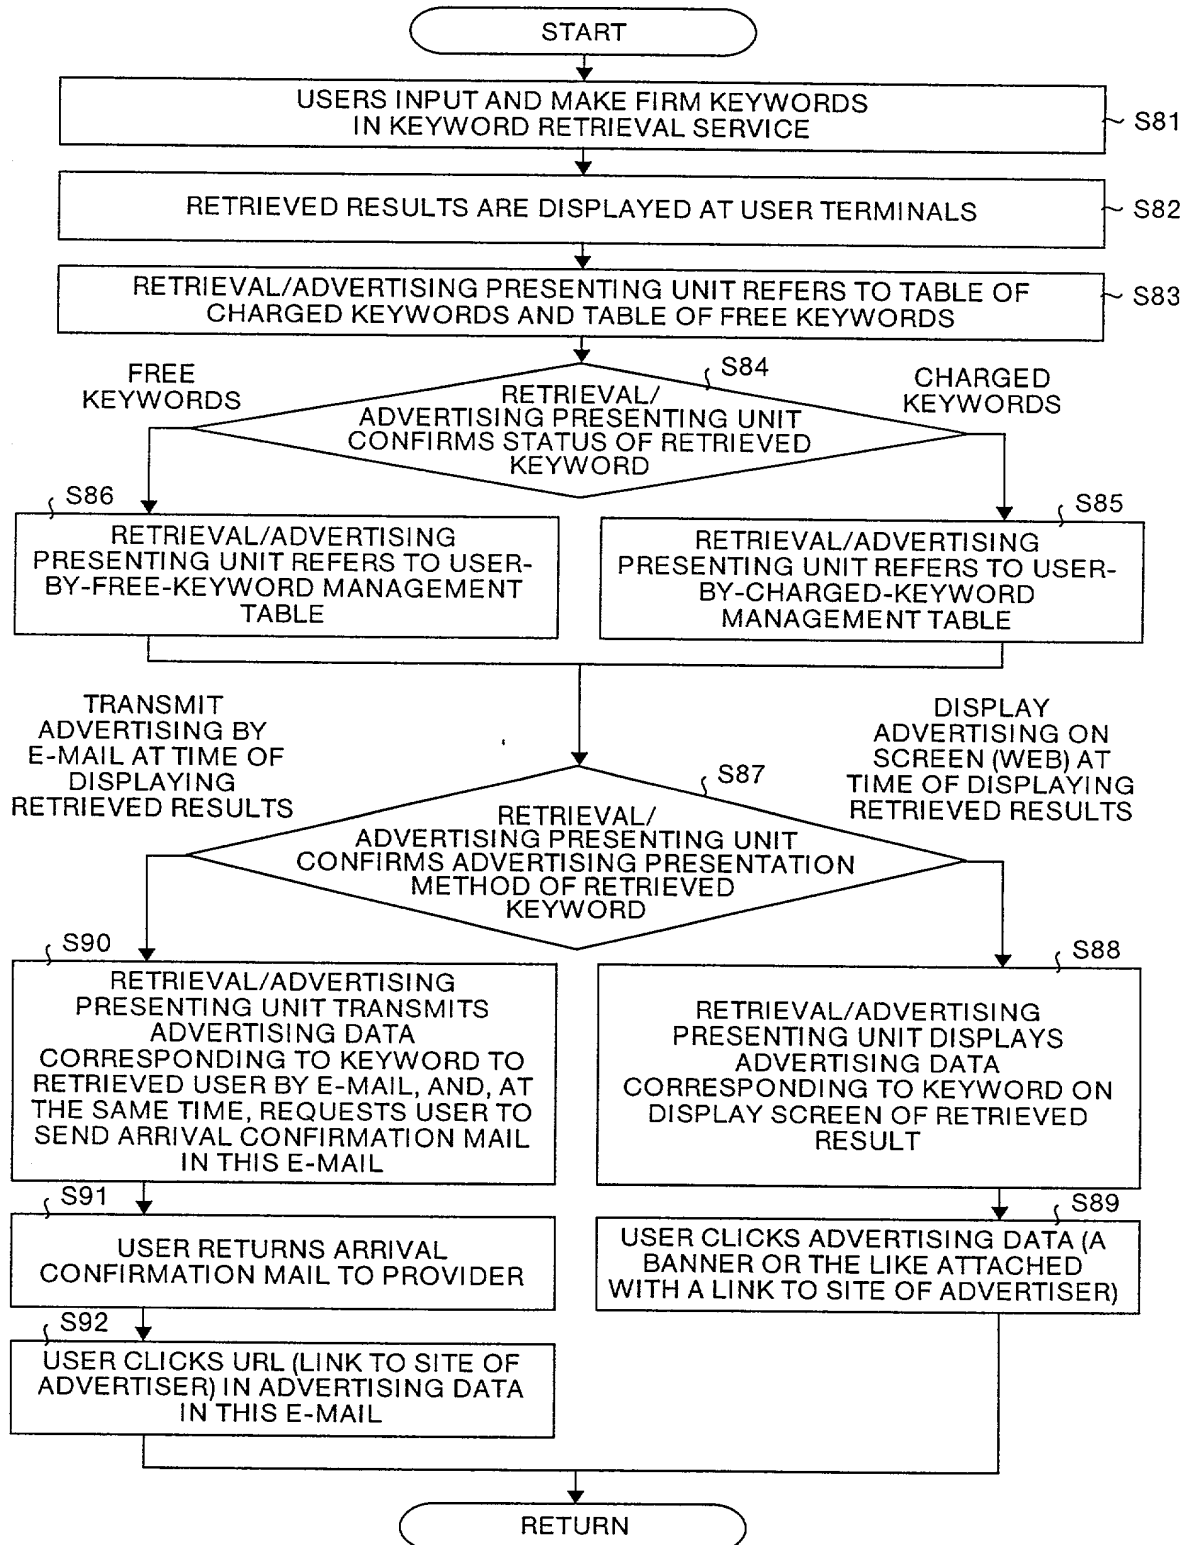 START
USERS INPUT AND MAKE FIRM KEYWORDS
IN KEYWORD RETRIEVAL SERVICE
S81
RETRIEVED RESULTS ARE DISPLAYED AT USER TERMINALS
S82
RETRIEVAL/ADVERTISING PRESENTING UNIT REFERS TO TABLE OF
CHARGED KEYWORDS AND TABLE OF FREE KEYWORDS
S83
FREE
KEYWORDS
S84
RETRIEVAL/
ADVERTISING PRESENTING UNIT
CONFIRMS STATUS OF RETRIEVED
KEYWORD
CHARGED
KEYWORDS
S86
RETRIEVAL/ADVERTISING
PRESENTING UNIT REFERS TO USER-
BY-FREE-KEYWORD MANAGEMENT
TABLE
S85
RETRIEVAL/ADVERTISING
PRESENTING UNIT REFERS TO USER-
BY-CHARGED-KEYWORD
MANAGEMENT TABLE
TRANSMIT
ADVERTISING BY
E-MAIL AT TIME OF
DISPLAYING
RETRIEVED RESULTS
DISPLAY
ADVERTISING ON
SCREEN (WEB) AT
TIME OF DISPLAYING
RETRIEVED RESULTS
S87
RETRIEVAL/
ADVERTISING PRESENTING UNIT
CONFIRMS ADVERTISING PRESENTATION
METHOD OF RETRIEVED
KEYWORD
S90
RETRIEVAL/ADVERTISING
PRESENTING UNIT TRANSMITS
ADVERTISING DATA
CORRESPONDING TO KEYWORD TO
RETRIEVED USER BY E-MAIL, AND, AT
THE SAME TIME, REQUESTS USER TO
SEND ARRIVAL CONFIRMATION MAIL
IN THIS E-MAIL
S88
RETRIEVAL/ADVERTISING
PRESENTING UNIT DISPLAYS
ADVERTISING DATA
CORRESPONDING TO KEYWORD ON
DISPLAY SCREEN OF RETRIEVED
RESULT
S91
USER RETURNS ARRIVAL
CONFIRMATION MAIL TO PROVIDER
S89
USER CLICKS ADVERTISING DATA (A
BANNER OR THE LIKE ATTACHED
WITH A LINK TO SITE OF ADVERTISER)
S92
USER CLICKS URL (LINK TO SITE OF
ADVERTISER) IN ADVERTISING DATA
IN THIS E-MAIL
RETURN